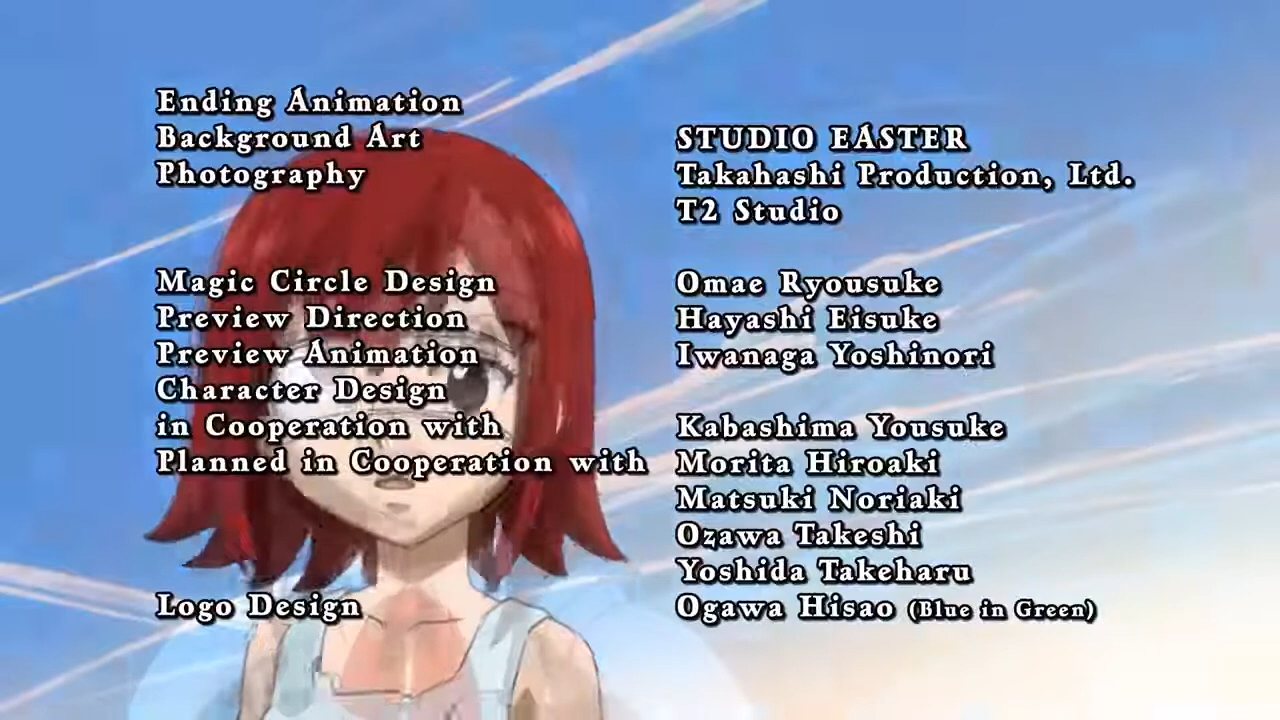 Ending Animation
Background Art STUDIO EASTER
Photography Takahashi Production, Ltd.
T2 Studio
Magic Circle Design Omae Ryousuke
Preview Direction Hayashi Eisuke
Preview Animation Iwanaga Yoshinori
Character Design
in Cooperation with Kabashima Yousuke
Planned in Cooperation with Morita Hiroaki
Matsuki Noriaki
Ozawa Takeshi
Yoshida Takeharu
Logo Design Ogawa Hisao (Blue in Green)